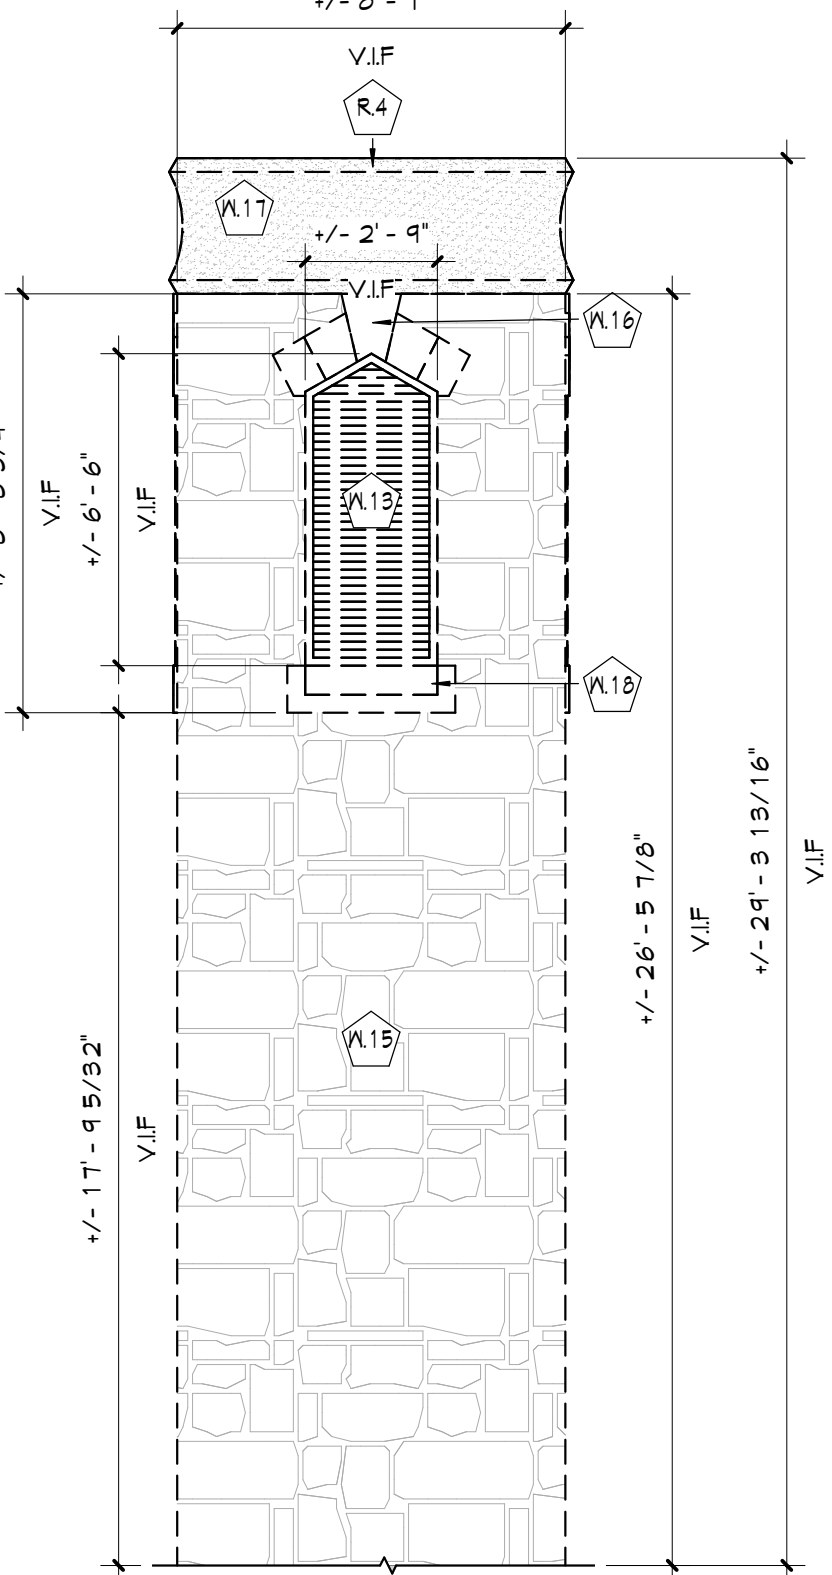 V.I.F
R.4
W.17
+/- 2' - 9"
V.I.F
W.16
V.I.F
+/- 6' - 6"
V.I.F
W.13
W.18
+/- 26' - 5 7/8"
V.I.F
+/- 29' - 3 13/16"
V.I.F
W.15
+/- 17' - 9 5/32"
V.I.F